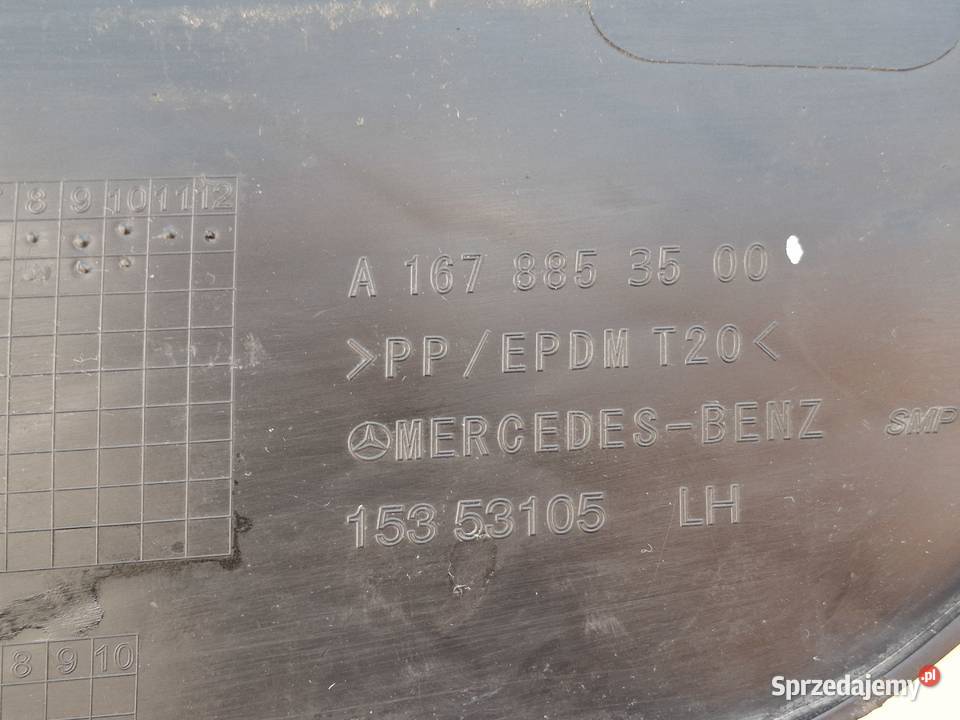 8 9 10 11 12
A 167 885 35 00
>PP/EPDM T20<
MERCEDES-BENZ SMP
153 53105 LH
8 9 10
Sprzedajemy.pl